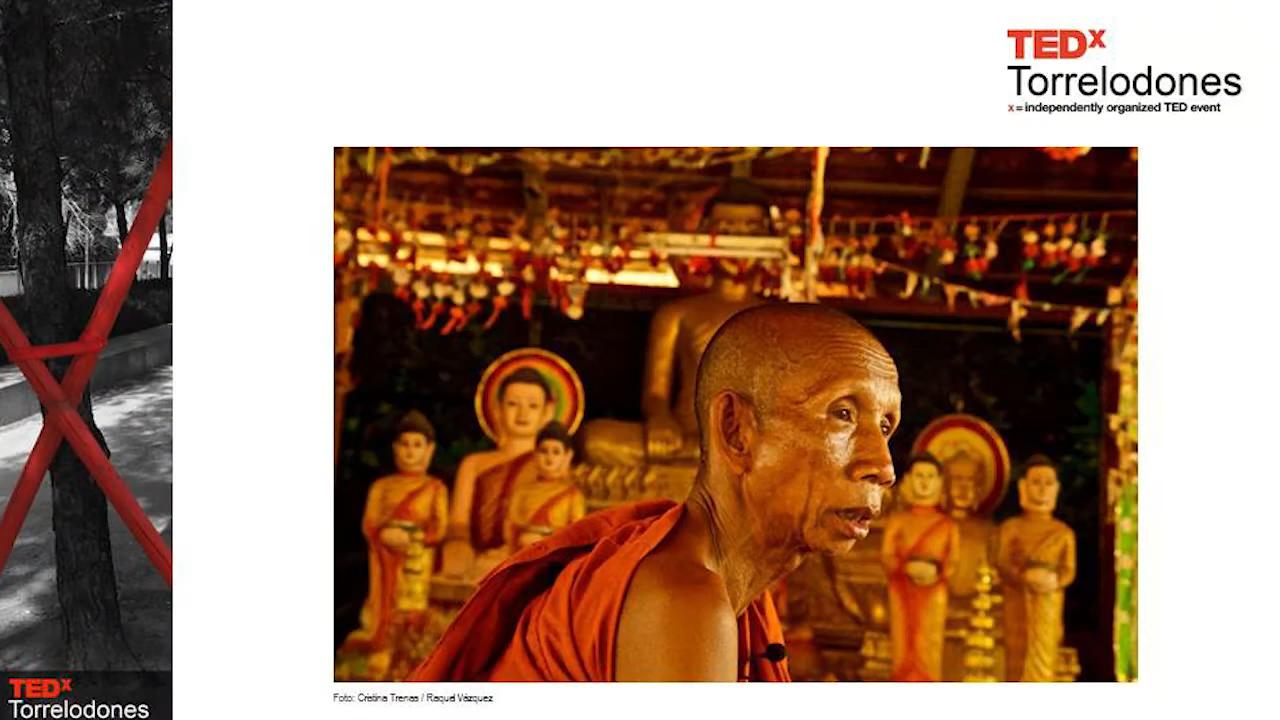 TEDx
Torrelodones
x = independently organized TED event
Foto: Cristina Trenas / Raquel Vázquez
TEDx
Torrelodones